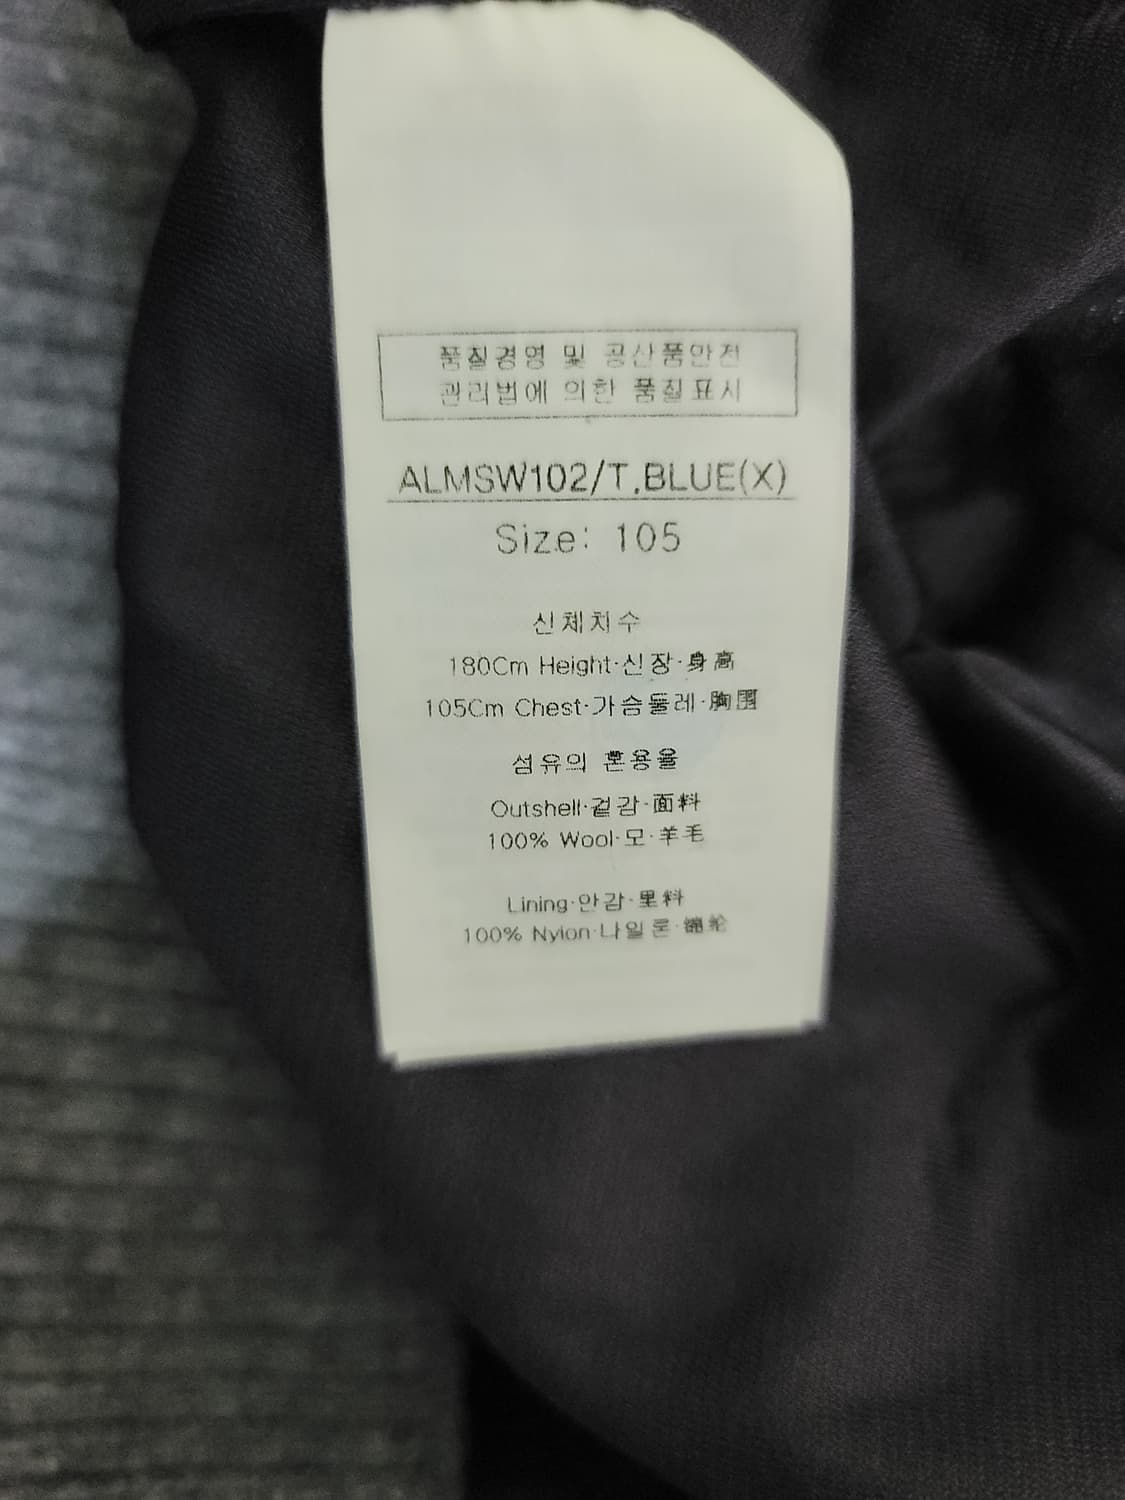 품질경영 및 공산품안전
관리법에 의한 품질표시
ALMSW102/T.BLUE(X)
Size: 105
신체치수
180Cm Height·신장·身高
105Cm Chest·가슴둘레·胸围
섬유의 혼용율
Outshell·겉감·面料
100% Wool·모·羊毛
Lining·안감·里料
100% Nylon·나일론·锦纶